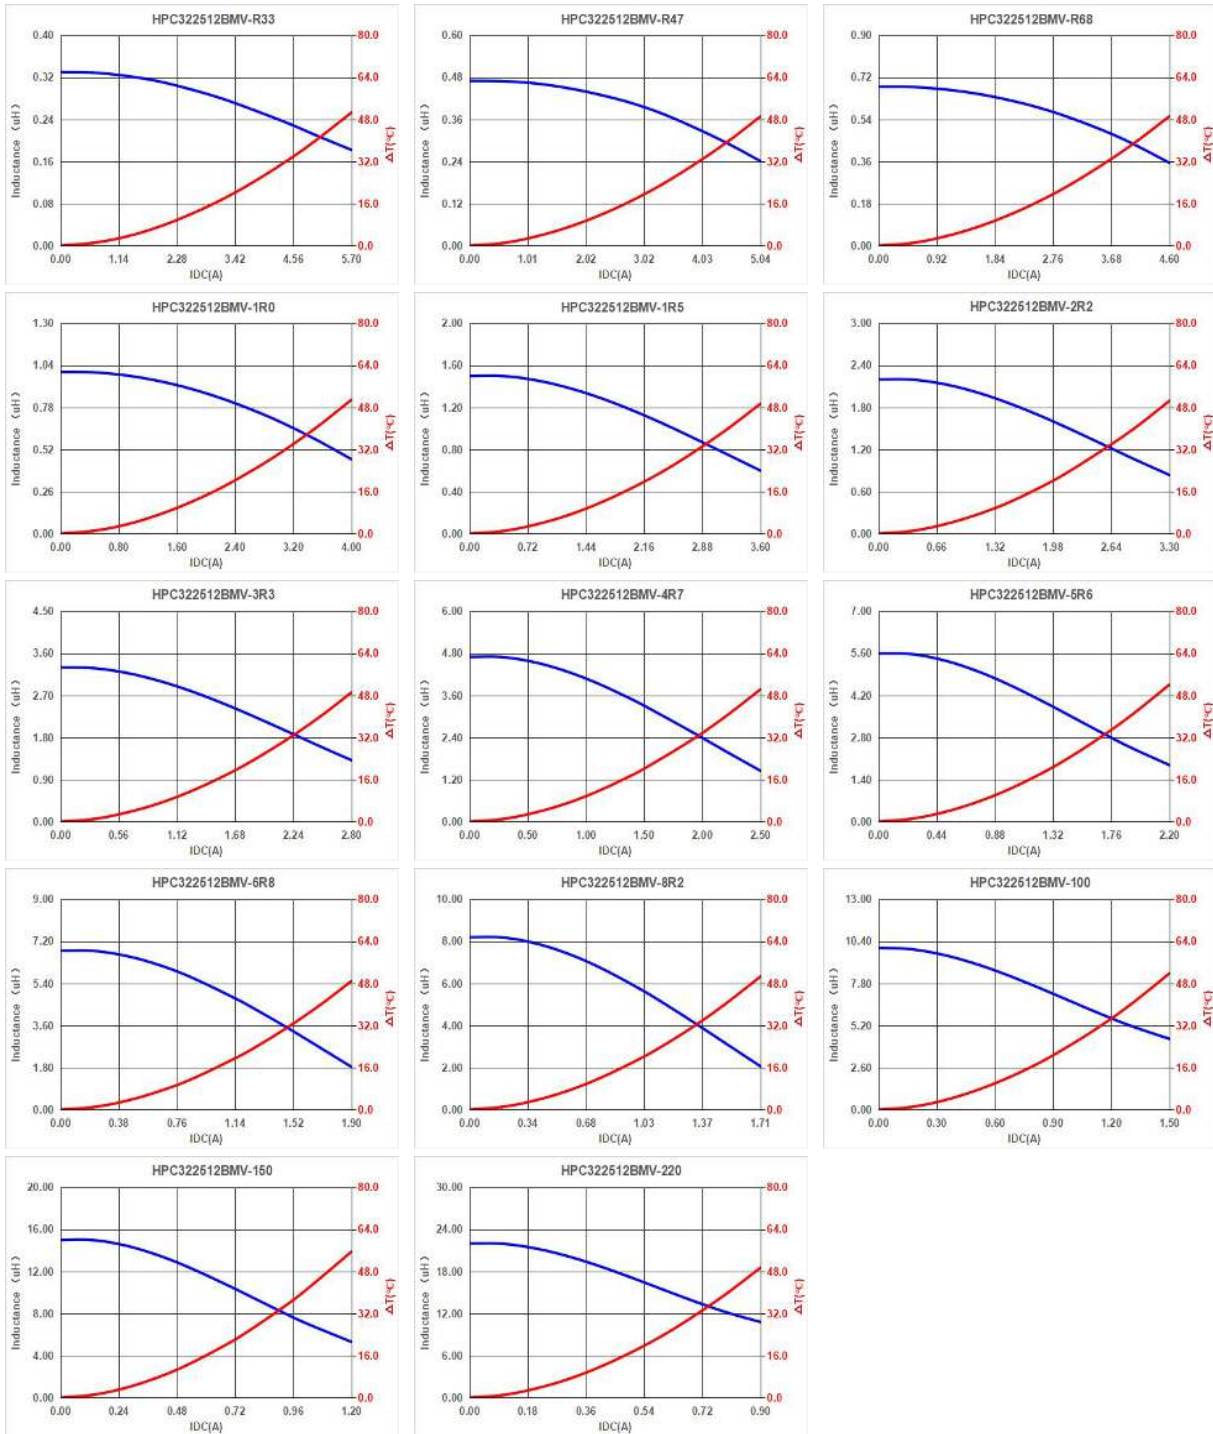 HPC322512BMV-R33
Inductance (uH)
0.40 80.0
0.32 64.0
0.24 48.0
0.16 32.0
0.08 16.0
0.00 0.0
ΔT(℃)
0.00 1.14 2.28 3.42 4.56 5.70
IDC(A)
HPC322512BMV-R47
Inductance (uH)
0.60 80.0
0.48 64.0
0.36 48.0
0.24 32.0
0.12 16.0
0.00 0.0
ΔT(℃)
0.00 1.01 2.02 3.02 4.03 5.04
IDC(A)
HPC322512BMV-R68
Inductance (uH)
0.90 80.0
0.72 64.0
0.54 48.0
0.36 32.0
0.18 16.0
0.00 0.0
ΔT(℃)
0.00 0.92 1.84 2.76 3.68 4.60
IDC(A)
HPC322512BMV-1R0
Inductance (uH)
1.30 80.0
1.04 64.0
0.78 48.0
0.52 32.0
0.26 16.0
0.00 0.0
ΔT(℃)
0.00 0.80 1.60 2.40 3.20 4.00
IDC(A)
HPC322512BMV-1R5
Inductance (uH)
2.00 80.0
1.60 64.0
1.20 48.0
0.80 32.0
0.40 16.0
0.00 0.0
ΔT(℃)
0.00 0.72 1.44 2.16 2.88 3.60
IDC(A)
HPC322512BMV-2R2
Inductance (uH)
3.00 80.0
2.40 64.0
1.80 48.0
1.20 32.0
0.60 16.0
0.00 0.0
ΔT(℃)
0.00 0.66 1.32 1.98 2.64 3.30
IDC(A)
HPC322512BMV-3R3
Inductance (uH)
4.50 80.0
3.60 64.0
2.70 48.0
1.80 32.0
0.90 16.0
0.00 0.0
ΔT(℃)
0.00 0.56 1.12 1.68 2.24 2.80
IDC(A)
HPC322512BMV-4R7
Inductance (uH)
6.00 80.0
4.80 64.0
3.60 48.0
2.40 32.0
1.20 16.0
0.00 0.0
ΔT(℃)
0.00 0.50 1.00 1.50 2.00 2.50
IDC(A)
HPC322512BMV-5R6
Inductance (uH)
7.00 80.0
5.60 64.0
4.20 48.0
2.80 32.0
1.40 16.0
0.00 0.0
ΔT(℃)
0.00 0.44 0.88 1.32 1.76 2.20
IDC(A)
HPC322512BMV-6R8
Inductance (uH)
9.00 80.0
7.20 64.0
5.40 48.0
3.60 32.0
1.80 16.0
0.00 0.0
ΔT(℃)
0.00 0.38 0.76 1.14 1.52 1.90
IDC(A)
HPC322512BMV-8R2
Inductance (uH)
10.00 80.0
8.00 64.0
6.00 48.0
4.00 32.0
2.00 16.0
0.00 0.0
ΔT(℃)
0.00 0.34 0.68 1.03 1.37 1.71
IDC(A)
HPC322512BMV-100
Inductance (uH)
13.00 80.0
10.40 64.0
7.80 48.0
5.20 32.0
2.60 16.0
0.00 0.0
ΔT(℃)
0.00 0.30 0.60 0.90 1.20 1.50
IDC(A)
HPC322512BMV-150
Inductance (uH)
20.00 80.0
16.00 64.0
12.00 48.0
8.00 32.0
4.00 16.0
0.00 0.0
ΔT(℃)
0.00 0.24 0.48 0.72 0.96 1.20
IDC(A)
HPC322512BMV-220
Inductance (uH)
30.00 80.0
24.00 64.0
18.00 48.0
12.00 32.0
6.00 16.0
0.00 0.0
ΔT(℃)
0.00 0.18 0.36 0.54 0.72 0.90
IDC(A)